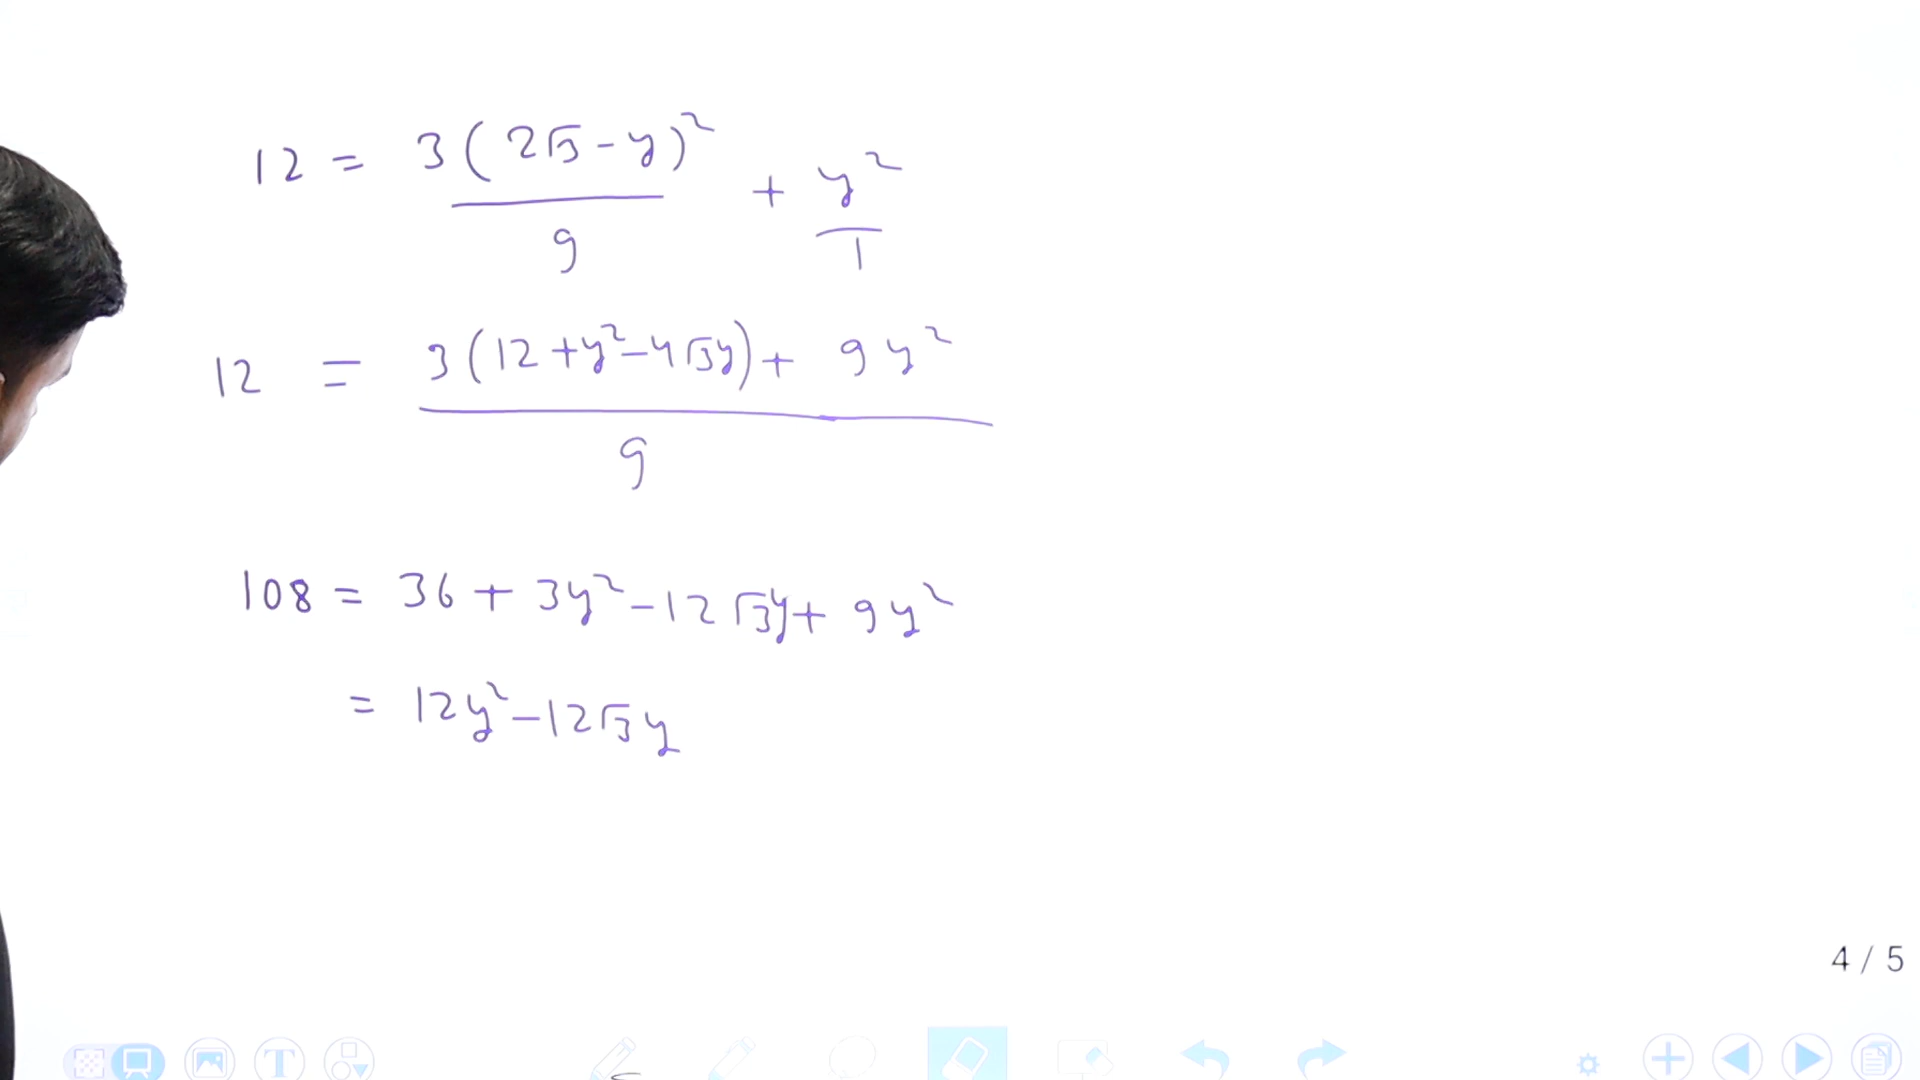 12 = 3(2√3-y)²/9 + y²/1
12 = 3(12+y²-4√3y)+ 9y²/9
108 = 36 + 3y²-12√3y+ 9y²
= 12y²-12√3y
4 / 5
T